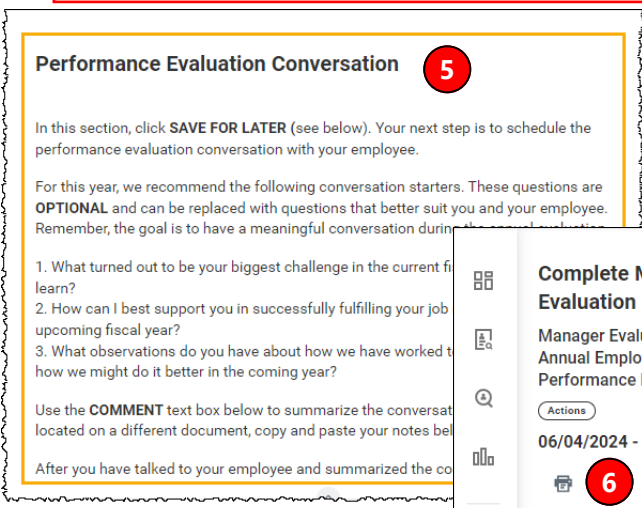 Performance Evaluation Conversation 5
In this section, click SAVE FOR LATER (see below). Your next step is to schedule the
performance evaluation conversation with your employee.
For this year, we recommend the following conversation starters. These questions are
OPTIONAL and can be replaced with questions that better suit you and your employee.
Remember, the goal is to have a meaningful conversation during the annual evaluation
1. What turned out to be your biggest challenge in the current
learn?
2. How can I best support you in successfully fulfilling your job
upcoming fiscal year?
3. What observations do you have about how we have worked
how we might do it better in the coming year?
Use the COMMENT text box below to summarize the
located on a different document, copy and paste your notes
After you have talked to your employee and summarized the
Complete
Evaluation
Manager
Annual
Performance
Actions
06/04/2024 -
6